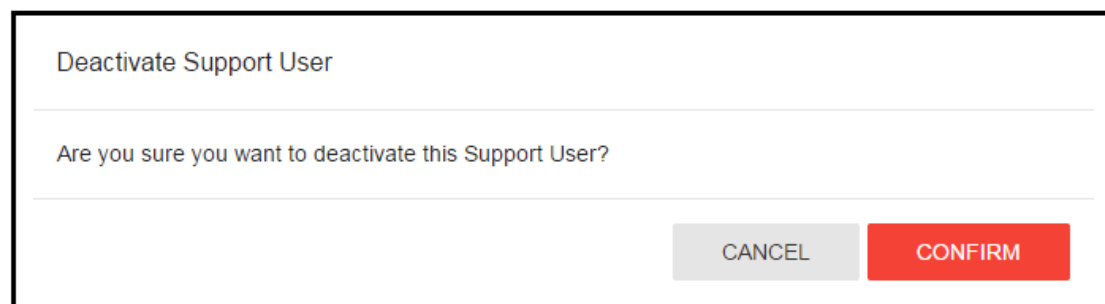 Deactivate Support User
Are you sure you want to deactivate this Support User?
CANCEL CONFIRM